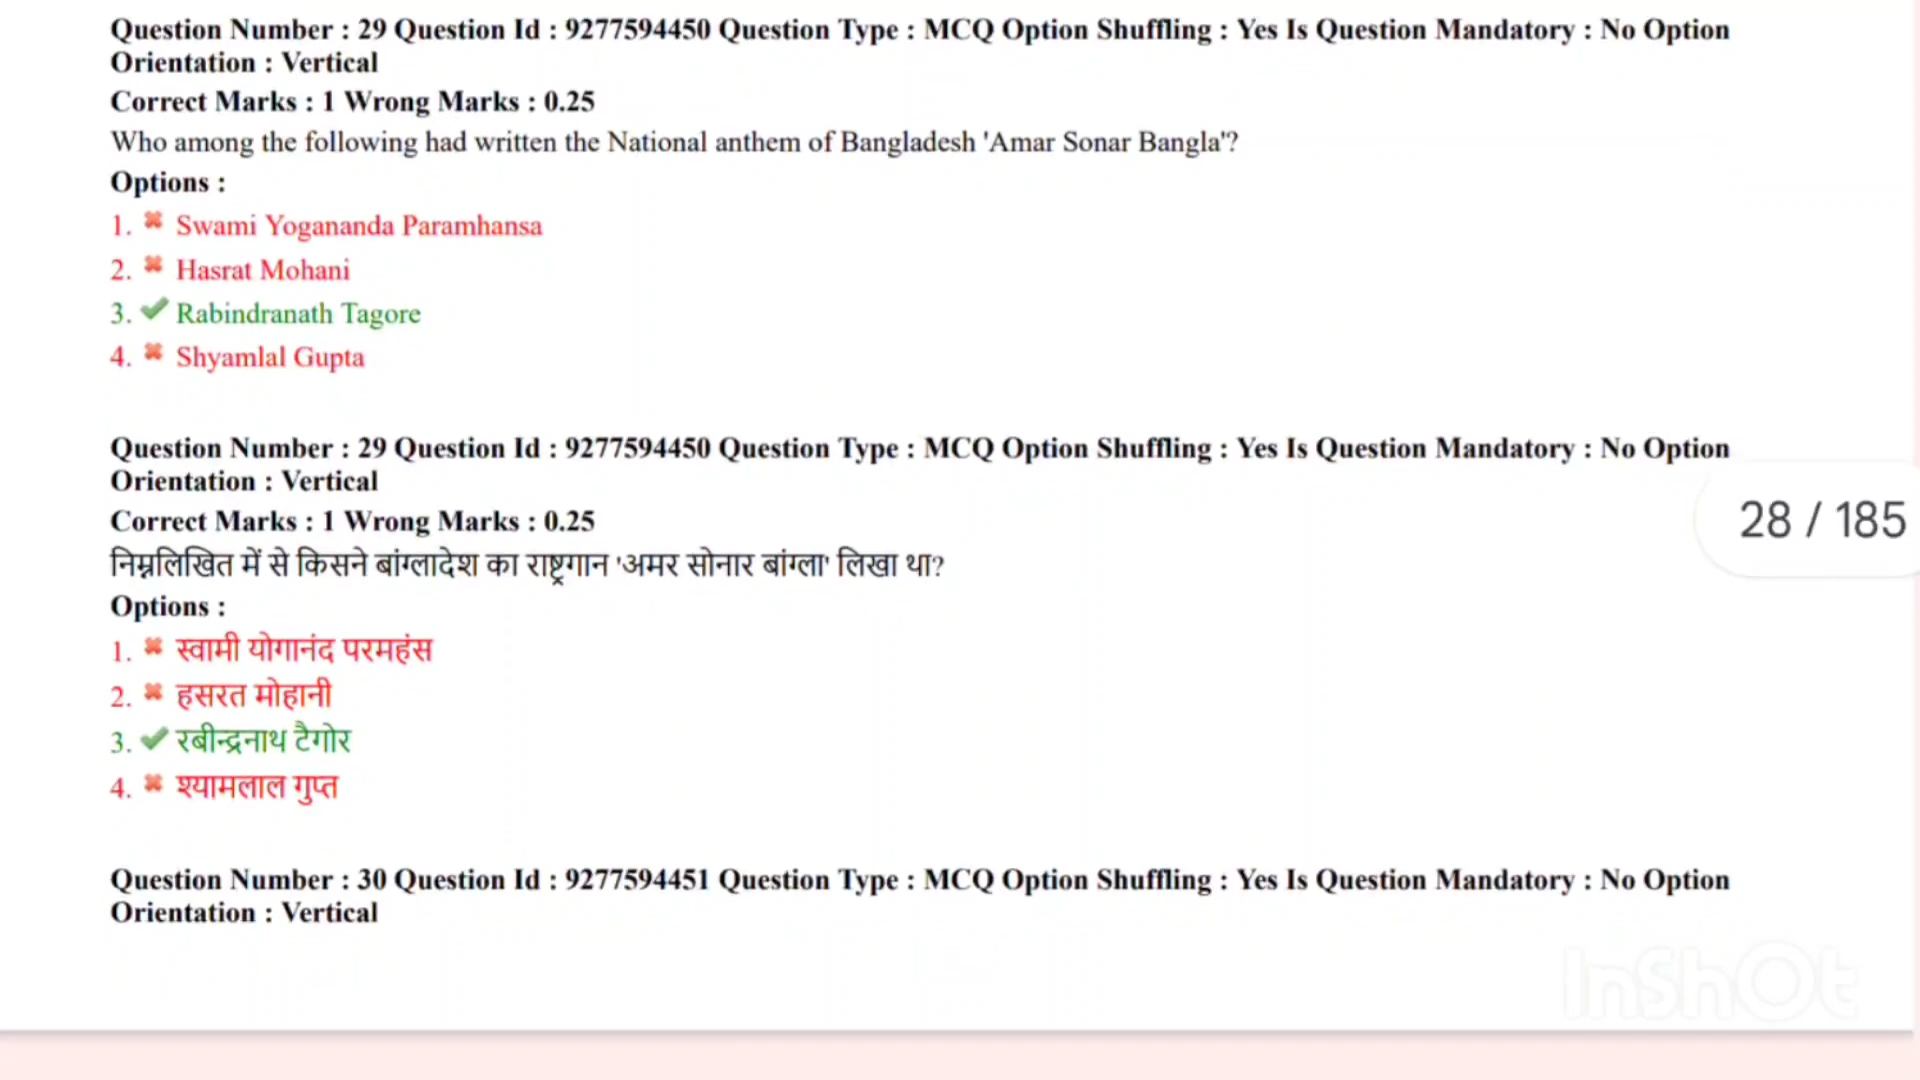 Question Number : 29 Question Id : 9277594450 Question Type : MCQ Option Shuffling : Yes Is Question Mandatory : No Option
Orientation : Vertical
Correct Marks : 1 Wrong Marks : 0.25
Who among the following had written the National anthem of Bangladesh 'Amar Sonar Bangla'?
Options :
1. ✖ Swami Yogananda Paramhansa
2. ✖ Hasrat Mohani
3. ✔ Rabindranath Tagore
4. ✖ Shyamlal Gupta
Question Number : 29 Question Id : 9277594450 Question Type : MCQ Option Shuffling : Yes Is Question Mandatory : No Option
Orientation : Vertical
28 / 185
Correct Marks : 1 Wrong Marks : 0.25
निम्नलिखित में से किसने बांग्लादेश का राष्ट्रगान 'अमर सोनार बांग्ला' लिखा था?
Options :
1. ✖ स्वामी योगानंद परमहंस
2. ✖ हसरत मोहानी
3. ✔ रबीन्द्रनाथ टैगोर
4. ✖ श्यामलाल गुप्त
Question Number : 30 Question Id : 9277594451 Question Type : MCQ Option Shuffling : Yes Is Question Mandatory : No Option
Orientation : Vertical
InShOt